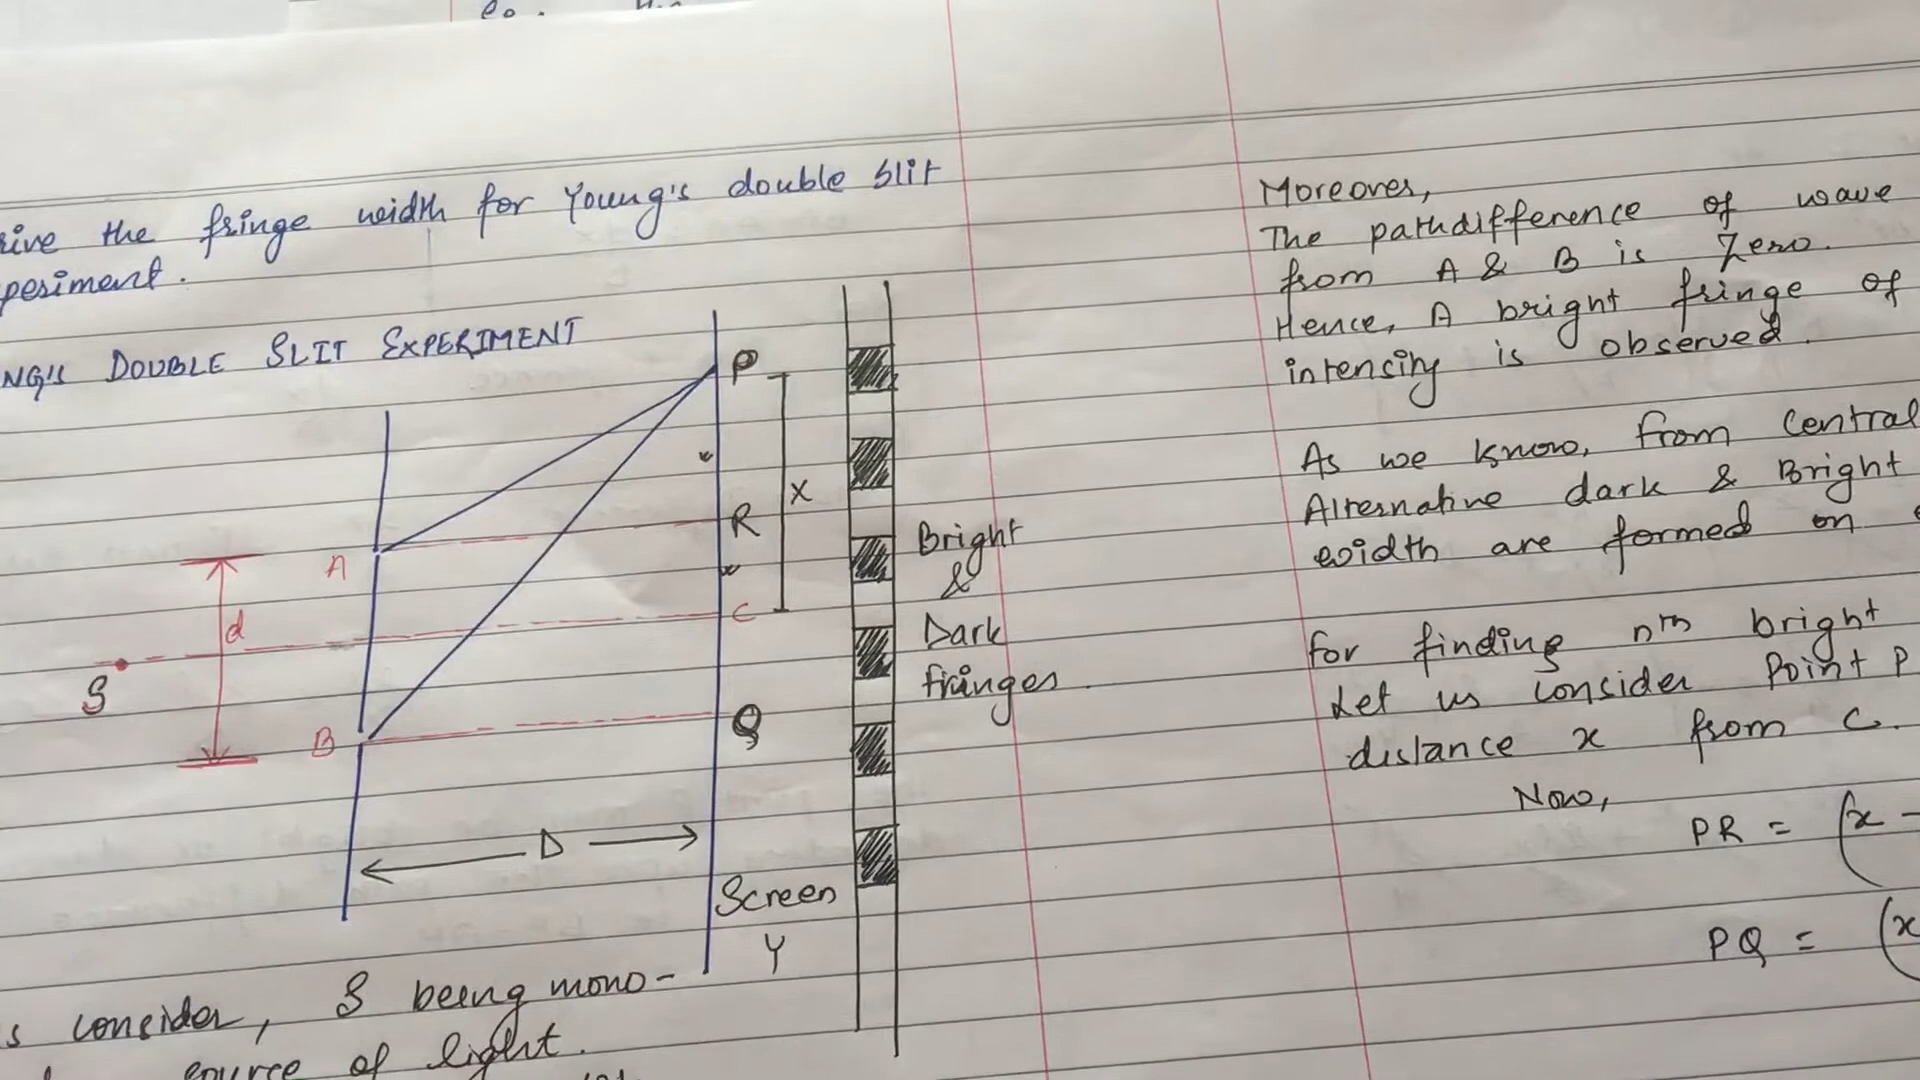 the fringe width for Young's double slit
periment.
NG'S DOUBLE SLIT EXPERIMENT
P
X
R
A
d
C
S
B
Q
D
Screen
Y
Bright
&
Dark
fringes.
s consider, S being mono-
source of light.
Moreover,
The pathdifference of wave
from A & B is Zero.
Hence, A bright fringe of
intensity is observed.
As we know, from Central
Alternative dark & Bright
width are formed on
for finding nth bright
Let us consider Point P
distance x from C.
Now,
PR = (x -
PQ = (x